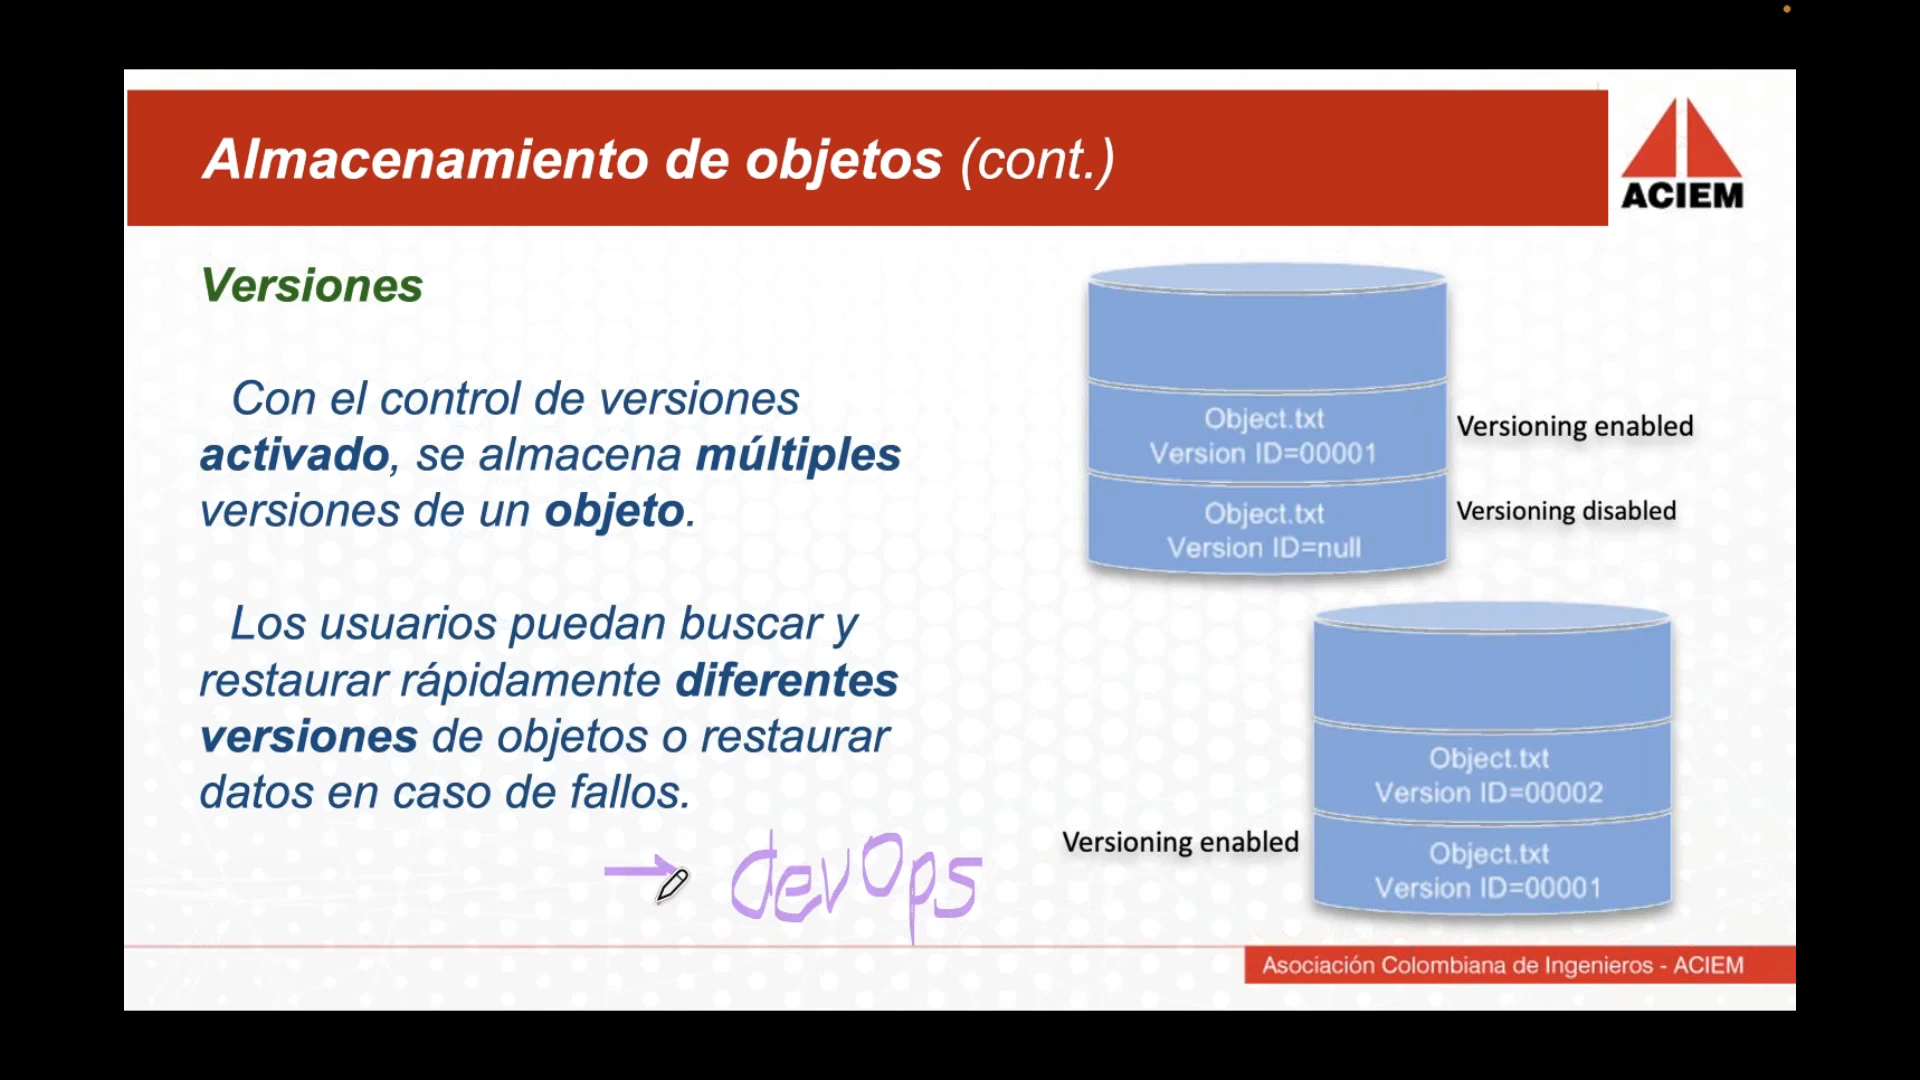 Almacenamiento de objetos (cont.)
ACIEM
Versiones
Con el control de versiones
activado, se almacena múltiples
versiones de un objeto.
Los usuarios puedan buscar y
restaurar rápidamente diferentes
versiones de objetos o restaurar
datos en caso de fallos.
devOps
Object.txt
Version ID=00001
Versioning enabled
Object.txt
Version ID=null
Versioning disabled
Object.txt
Version ID=00002
Versioning enabled
Object.txt
Version ID=00001
Asociación Colombiana de Ingenieros - ACIEM